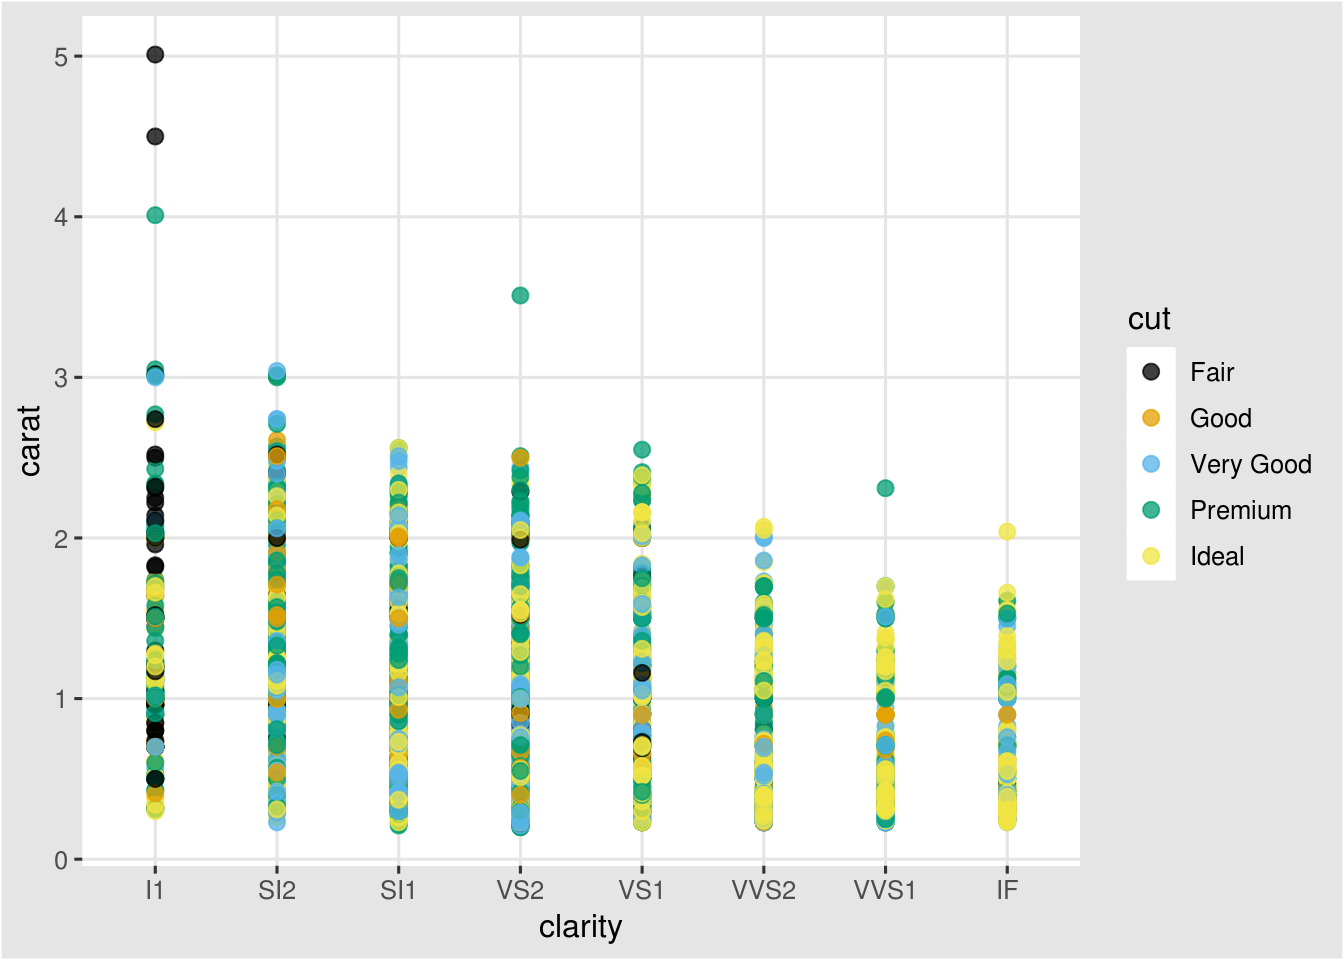 5
4
3
2
1
0
carat
I1 SI2 SI1 VS2 VS1 VVS2 VVS1 IF
clarity
cut
Fair
Good
Very Good
Premium
Ideal